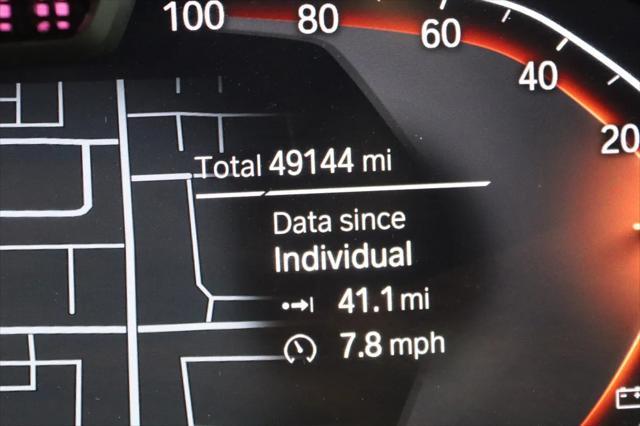 100 80 60 40 20
Total 49144 mi
Data since
Individual
41.1 mi
7.8 mph